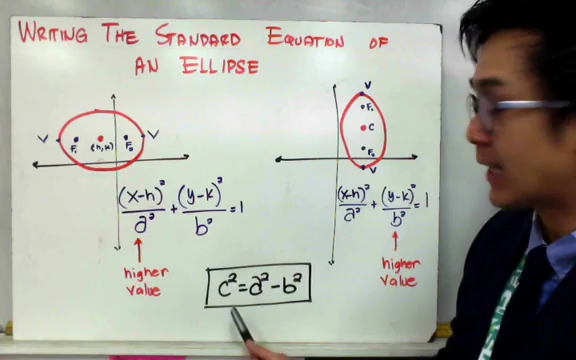 WRITING THE STANDARD EQUATION OF
AN ELLIPSE
V F₁ (h,k) F₂ V
V
F₁
C
F₂
V
(x-h)²/a² + (y-k)²/b² = 1
higher
value
(x-h)²/a² + (y-k)²/b² = 1
higher
value
c² = a² - b²